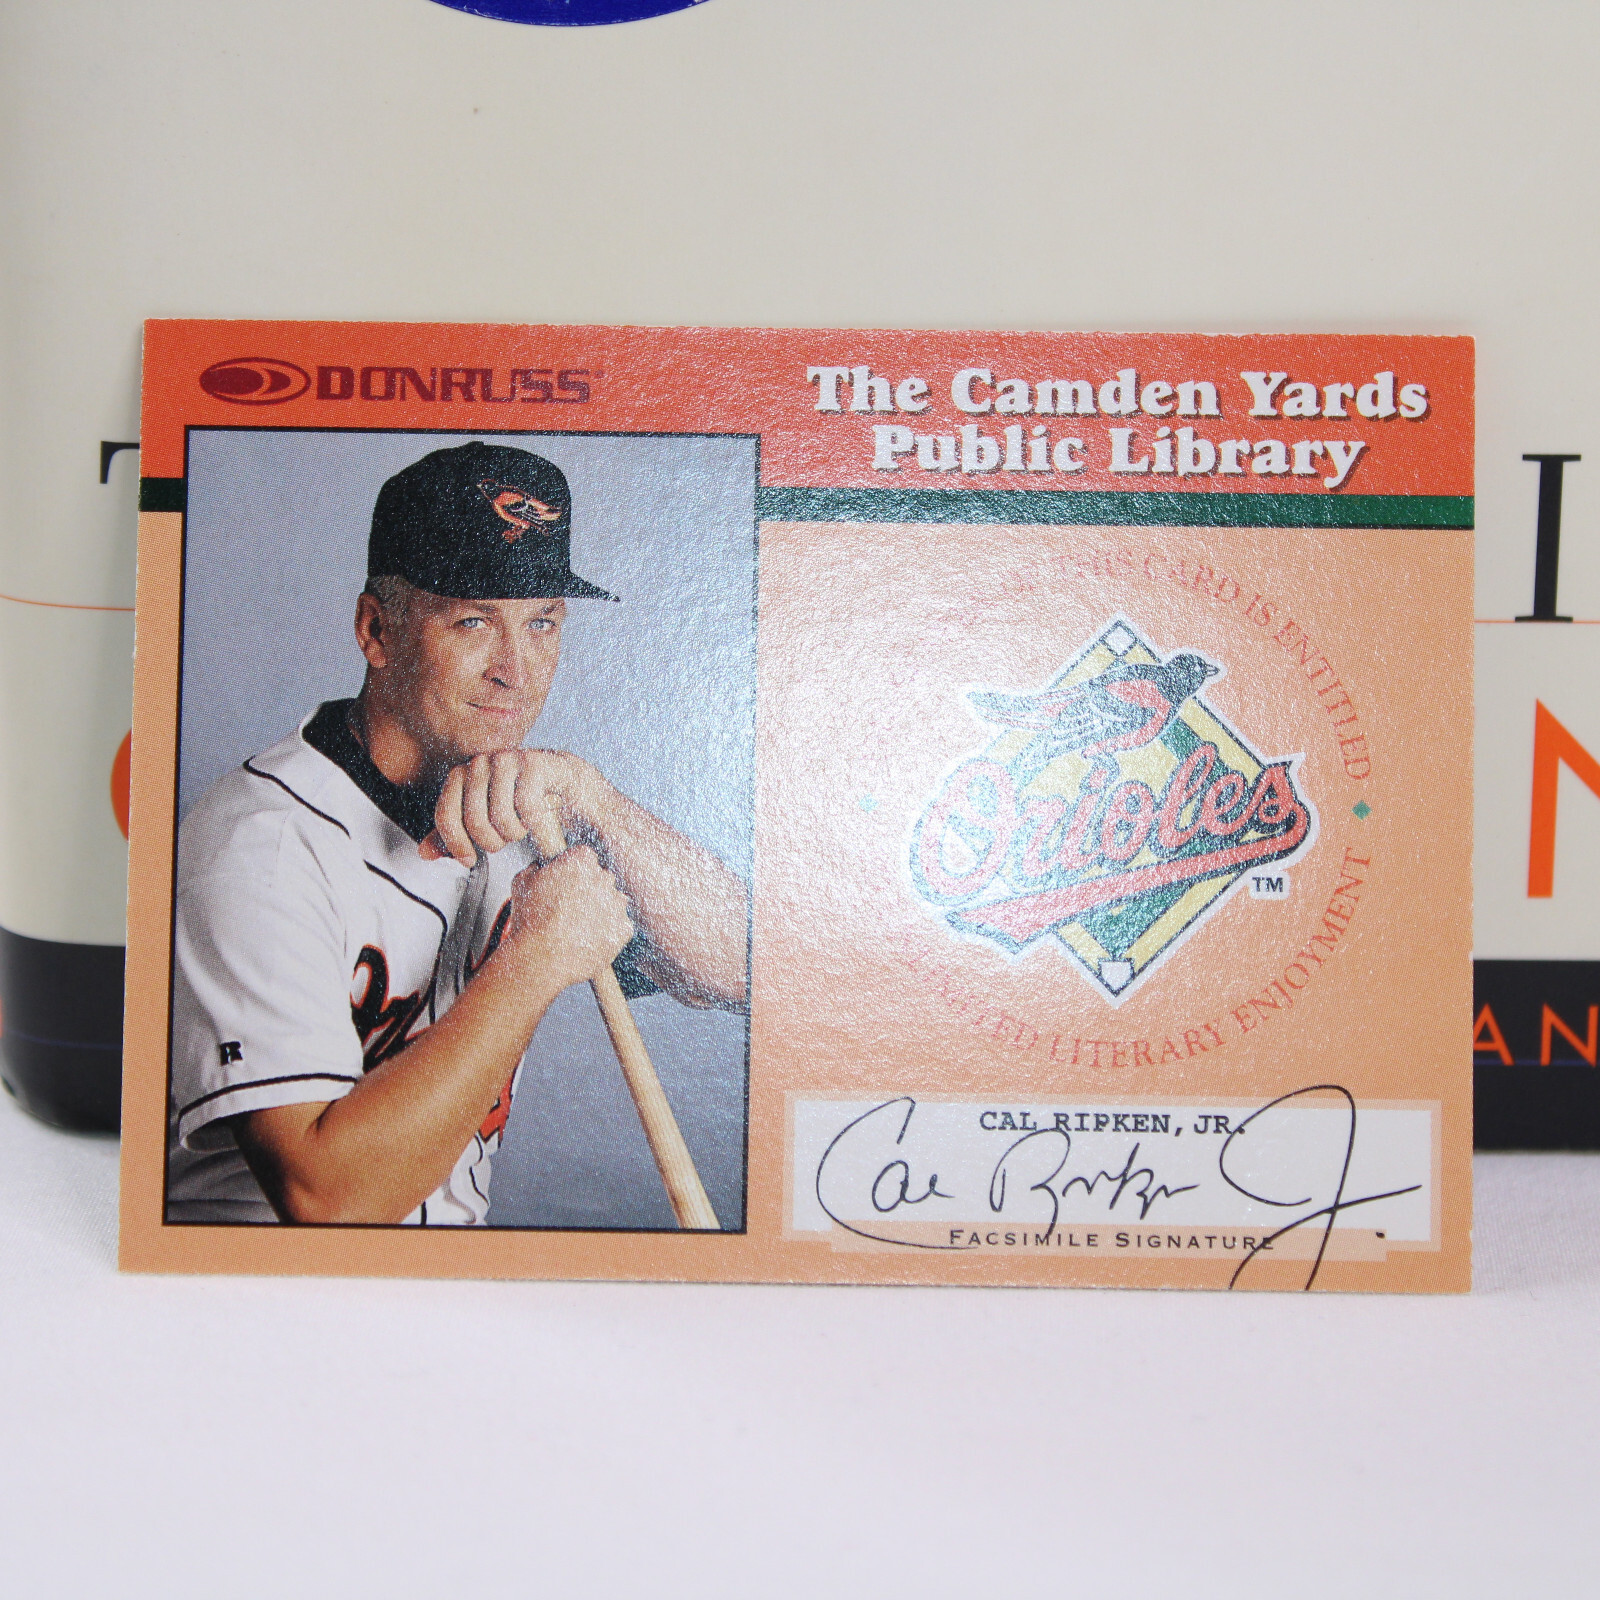 DONRUSS
The Camden Yards
Public Library
THIS CARD IS ENTITLED
LITERARY ENJOYMENT
Orioles
TM
R
CAL RIPKEN, JR.
Cal Ripken Jr.
FACSIMILE SIGNATURE
T
I
N
AN